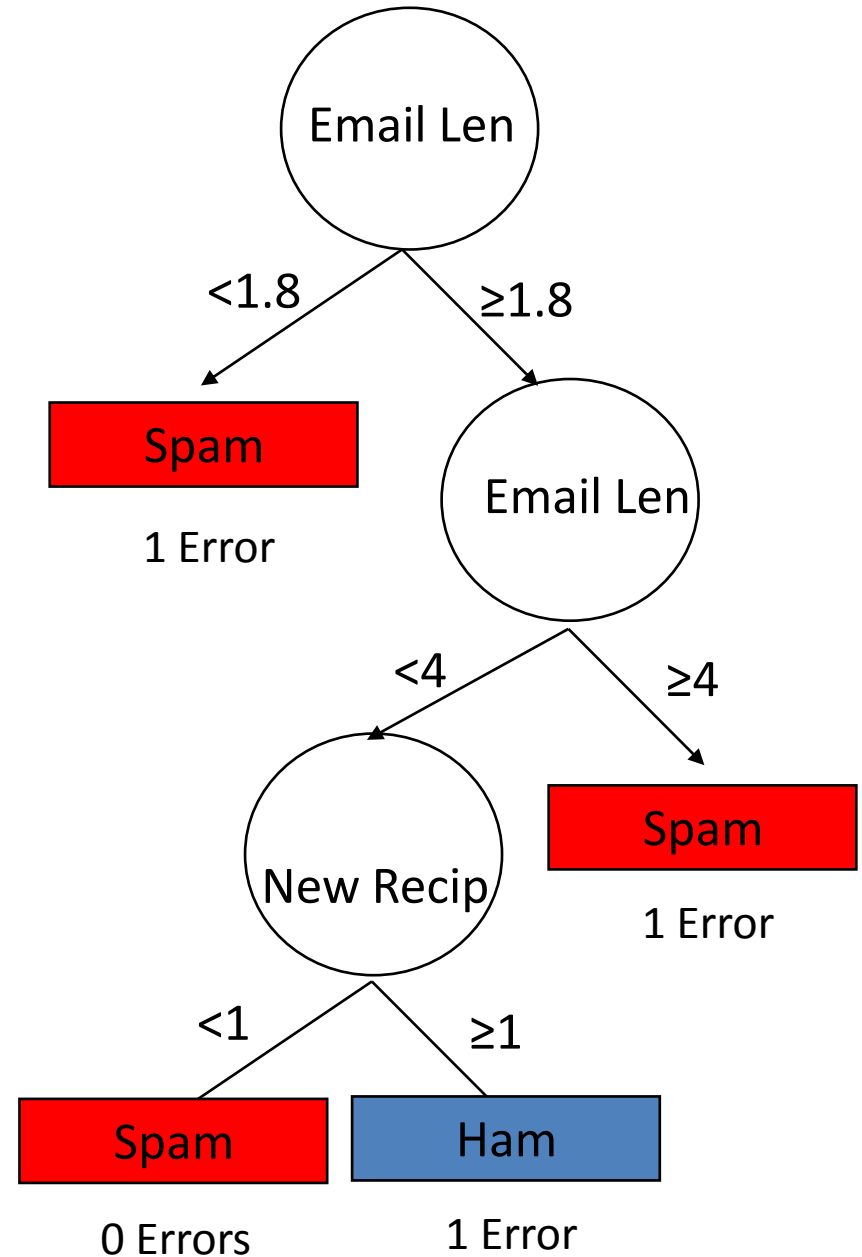 Email Len
<1.8
≥1.8
Spam
1 Error
Email Len
<4
≥4
New Recip
Spam
1 Error
<1
≥1
Spam
Ham
0 Errors
1 Error